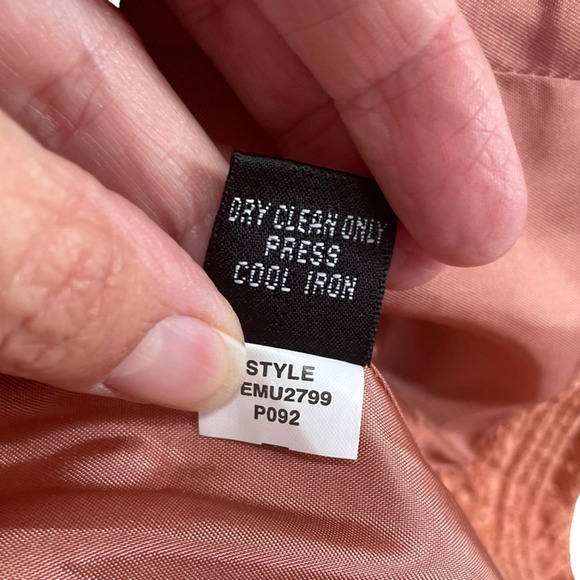 DRY CLEAN ONLY
PRESS
COOL IRON
STYLE
EMU2799
P092